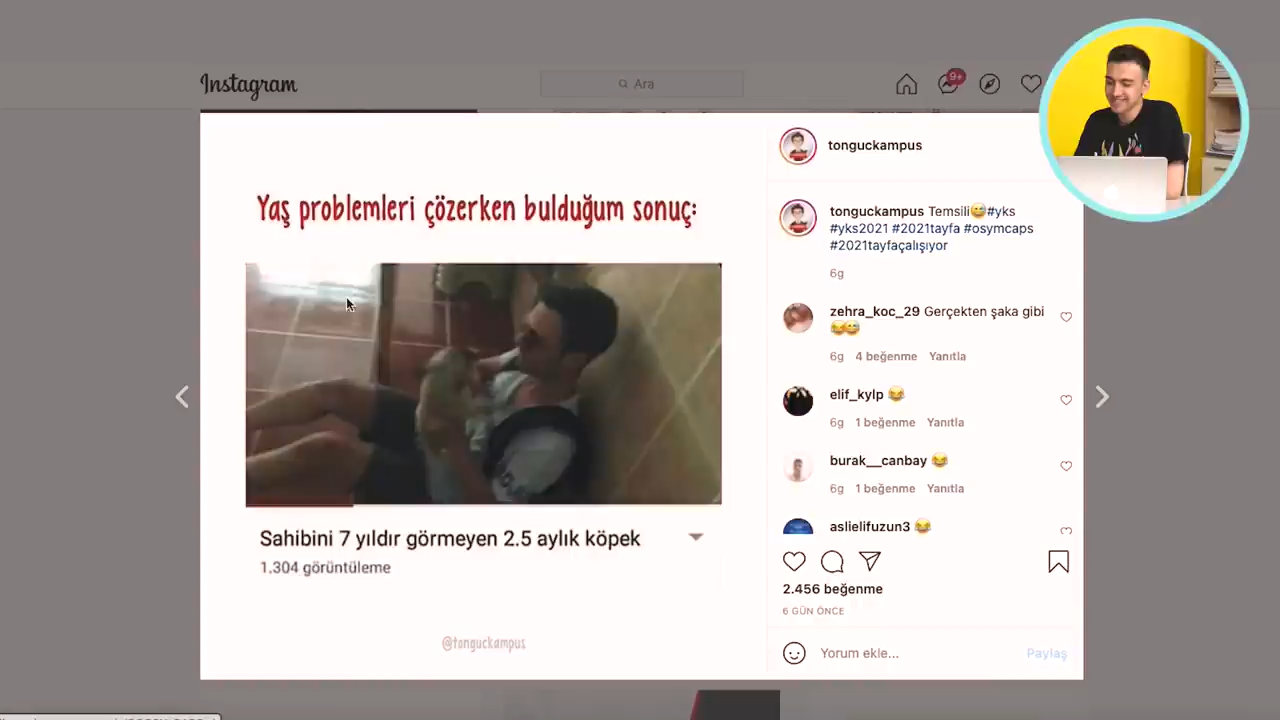 Instagram
Ara
9+
tonguckampus
Yaş problemleri çözerken bulduğum sonuç:
Sahibini 7 yıldır görmeyen 2.5 aylık köpek
1.304 görüntüleme
@tonguckampus
tonguckampus Temsili😅#yks
#yks2021 #2021tayfa #osymcaps
#2021tayfaçalışıyor
6g
zehra_koc_29 Gerçekten şaka gibi
😂😅
6g 4 beğenme Yanıtla
elif_kylp 😂
6g 1 beğenme Yanıtla
burak__canbay 😂
6g 1 beğenme Yanıtla
aslielifuzun3 😂
2.456 beğenme
6 GÜN ÖNCE
Yorum ekle... Paylaş